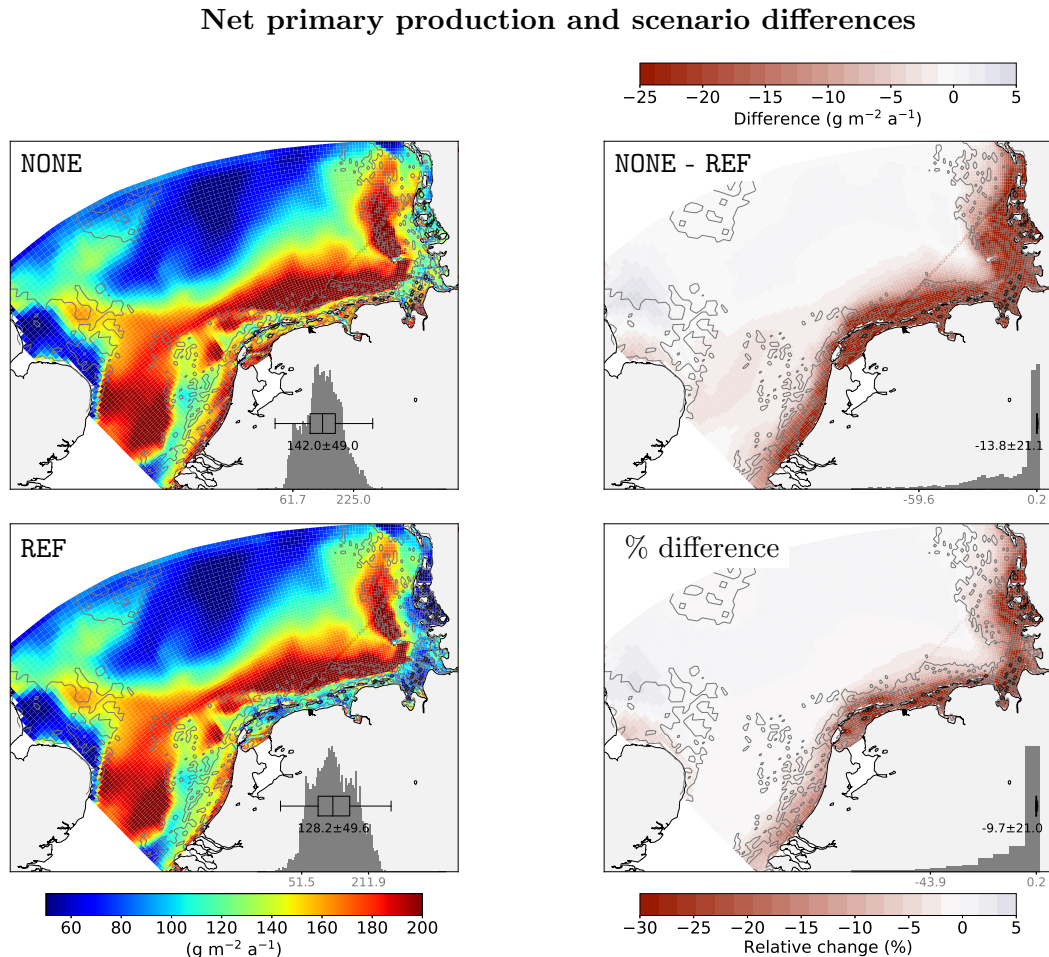 Net primary production and scenario differences
−25 −20 −15 −10 −5 0 5
Difference (g m⁻² a⁻¹)
NONE
142.0±49.0
61.7 225.0
NONE - REF
-13.8±21.1
-59.6 0.2
REF
128.2±49.6
51.5 211.9
% difference
-9.7±21.0
-43.9 0.2
60 80 100 120 140 160 180 200
(g m⁻² a⁻¹)
−30 −25 −20 −15 −10 −5 0 5
Relative change (%)